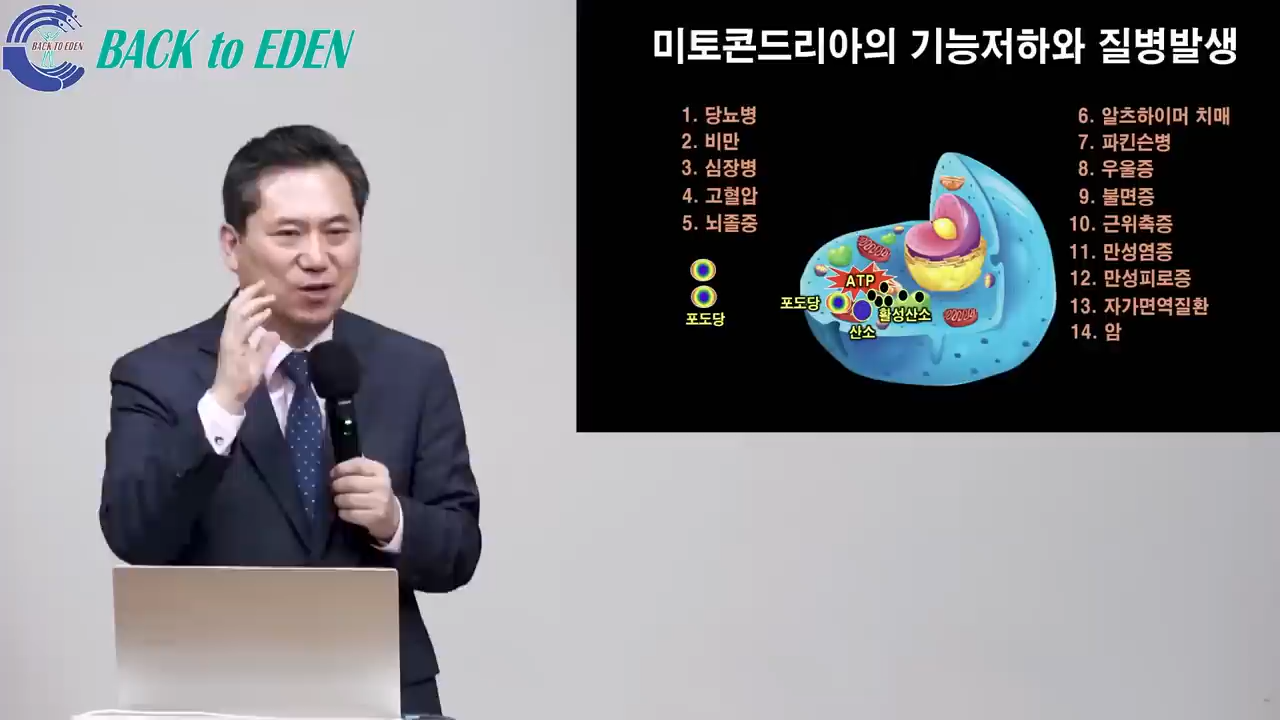 BACK TO EDEN
BACK to EDEN
미토콘드리아의 기능저하와 질병발생
1. 당뇨병
2. 비만
3. 심장병
4. 고혈압
5. 뇌졸중
6. 알츠하이머 치매
7. 파킨슨병
8. 우울증
9. 불면증
10. 근위축증
11. 만성염증
12. 만성피로증
13. 자가면역질환
14. 암
포도당
포도당
ATP
활성산소
산소